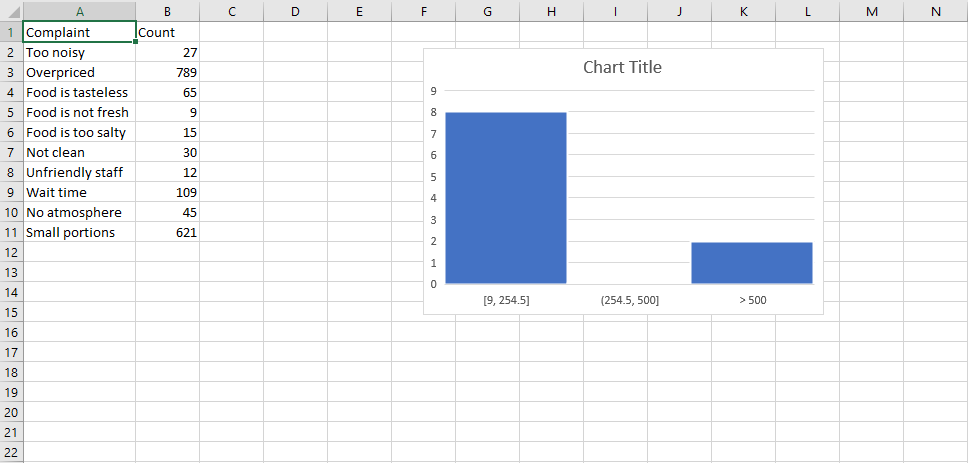 A B C D E F G H I J K L M N
1 Complaint Count
2 Too noisy 27
3 Overpriced 789
4 Food is tasteless 65
5 Food is not fresh 9
6 Food is too salty 15
7 Not clean 30
8 Unfriendly staff 12
9 Wait time 109
10 No atmosphere 45
11 Small portions 621
12
13
14
15
16
17
18
19
20
21
22
Chart Title
9
8
7
6
5
4
3
2
1
0
[9, 254.5] (254.5, 500] > 500